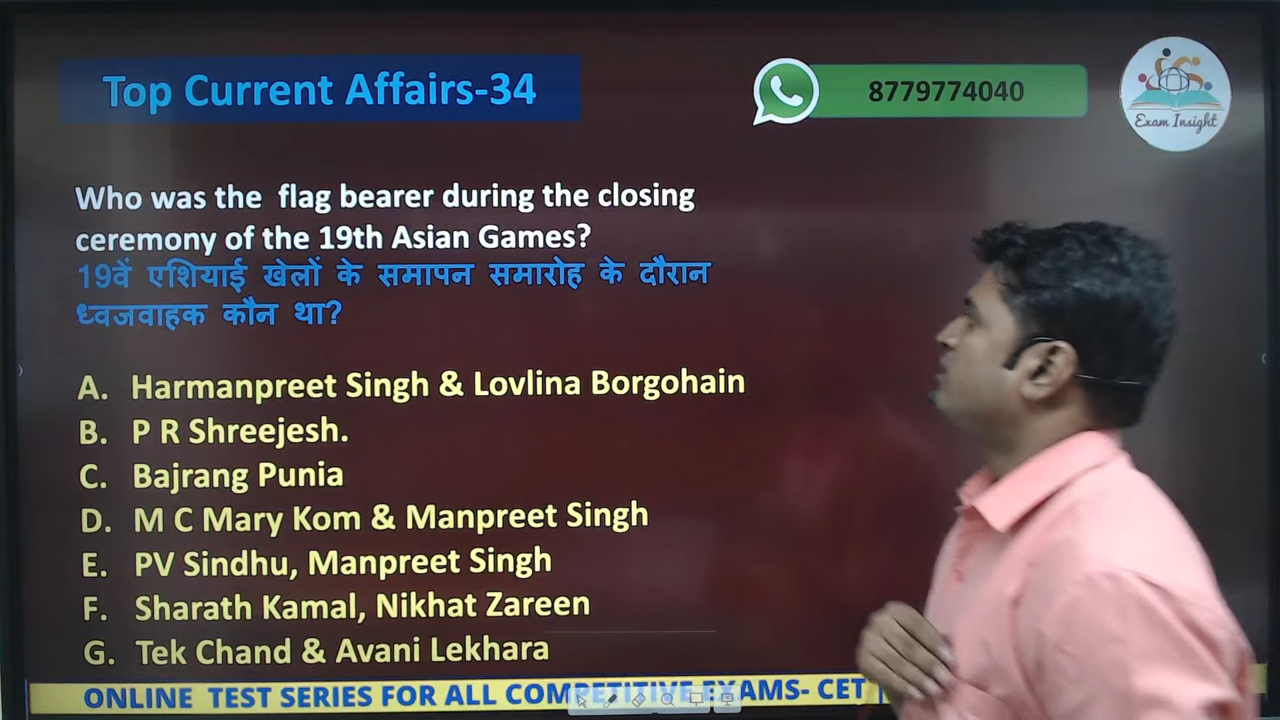 Top Current Affairs-34
8779774040
Exam Insight
Who was the flag bearer during the closing
ceremony of the 19th Asian Games?
19वें एशियाई खेलों के समापन समारोह के दौरान
ध्वजवाहक कौन था?
A. Harmanpreet Singh & Lovlina Borgohain
B. P R Shreejesh.
C. Bajrang Punia
D. M C Mary Kom & Manpreet Singh
E. PV Sindhu, Manpreet Singh
F. Sharath Kamal, Nikhat Zareen
G. Tek Chand & Avani Lekhara
ONLINE TEST SERIES FOR ALL COMPETITIVE EXAMS- CET |